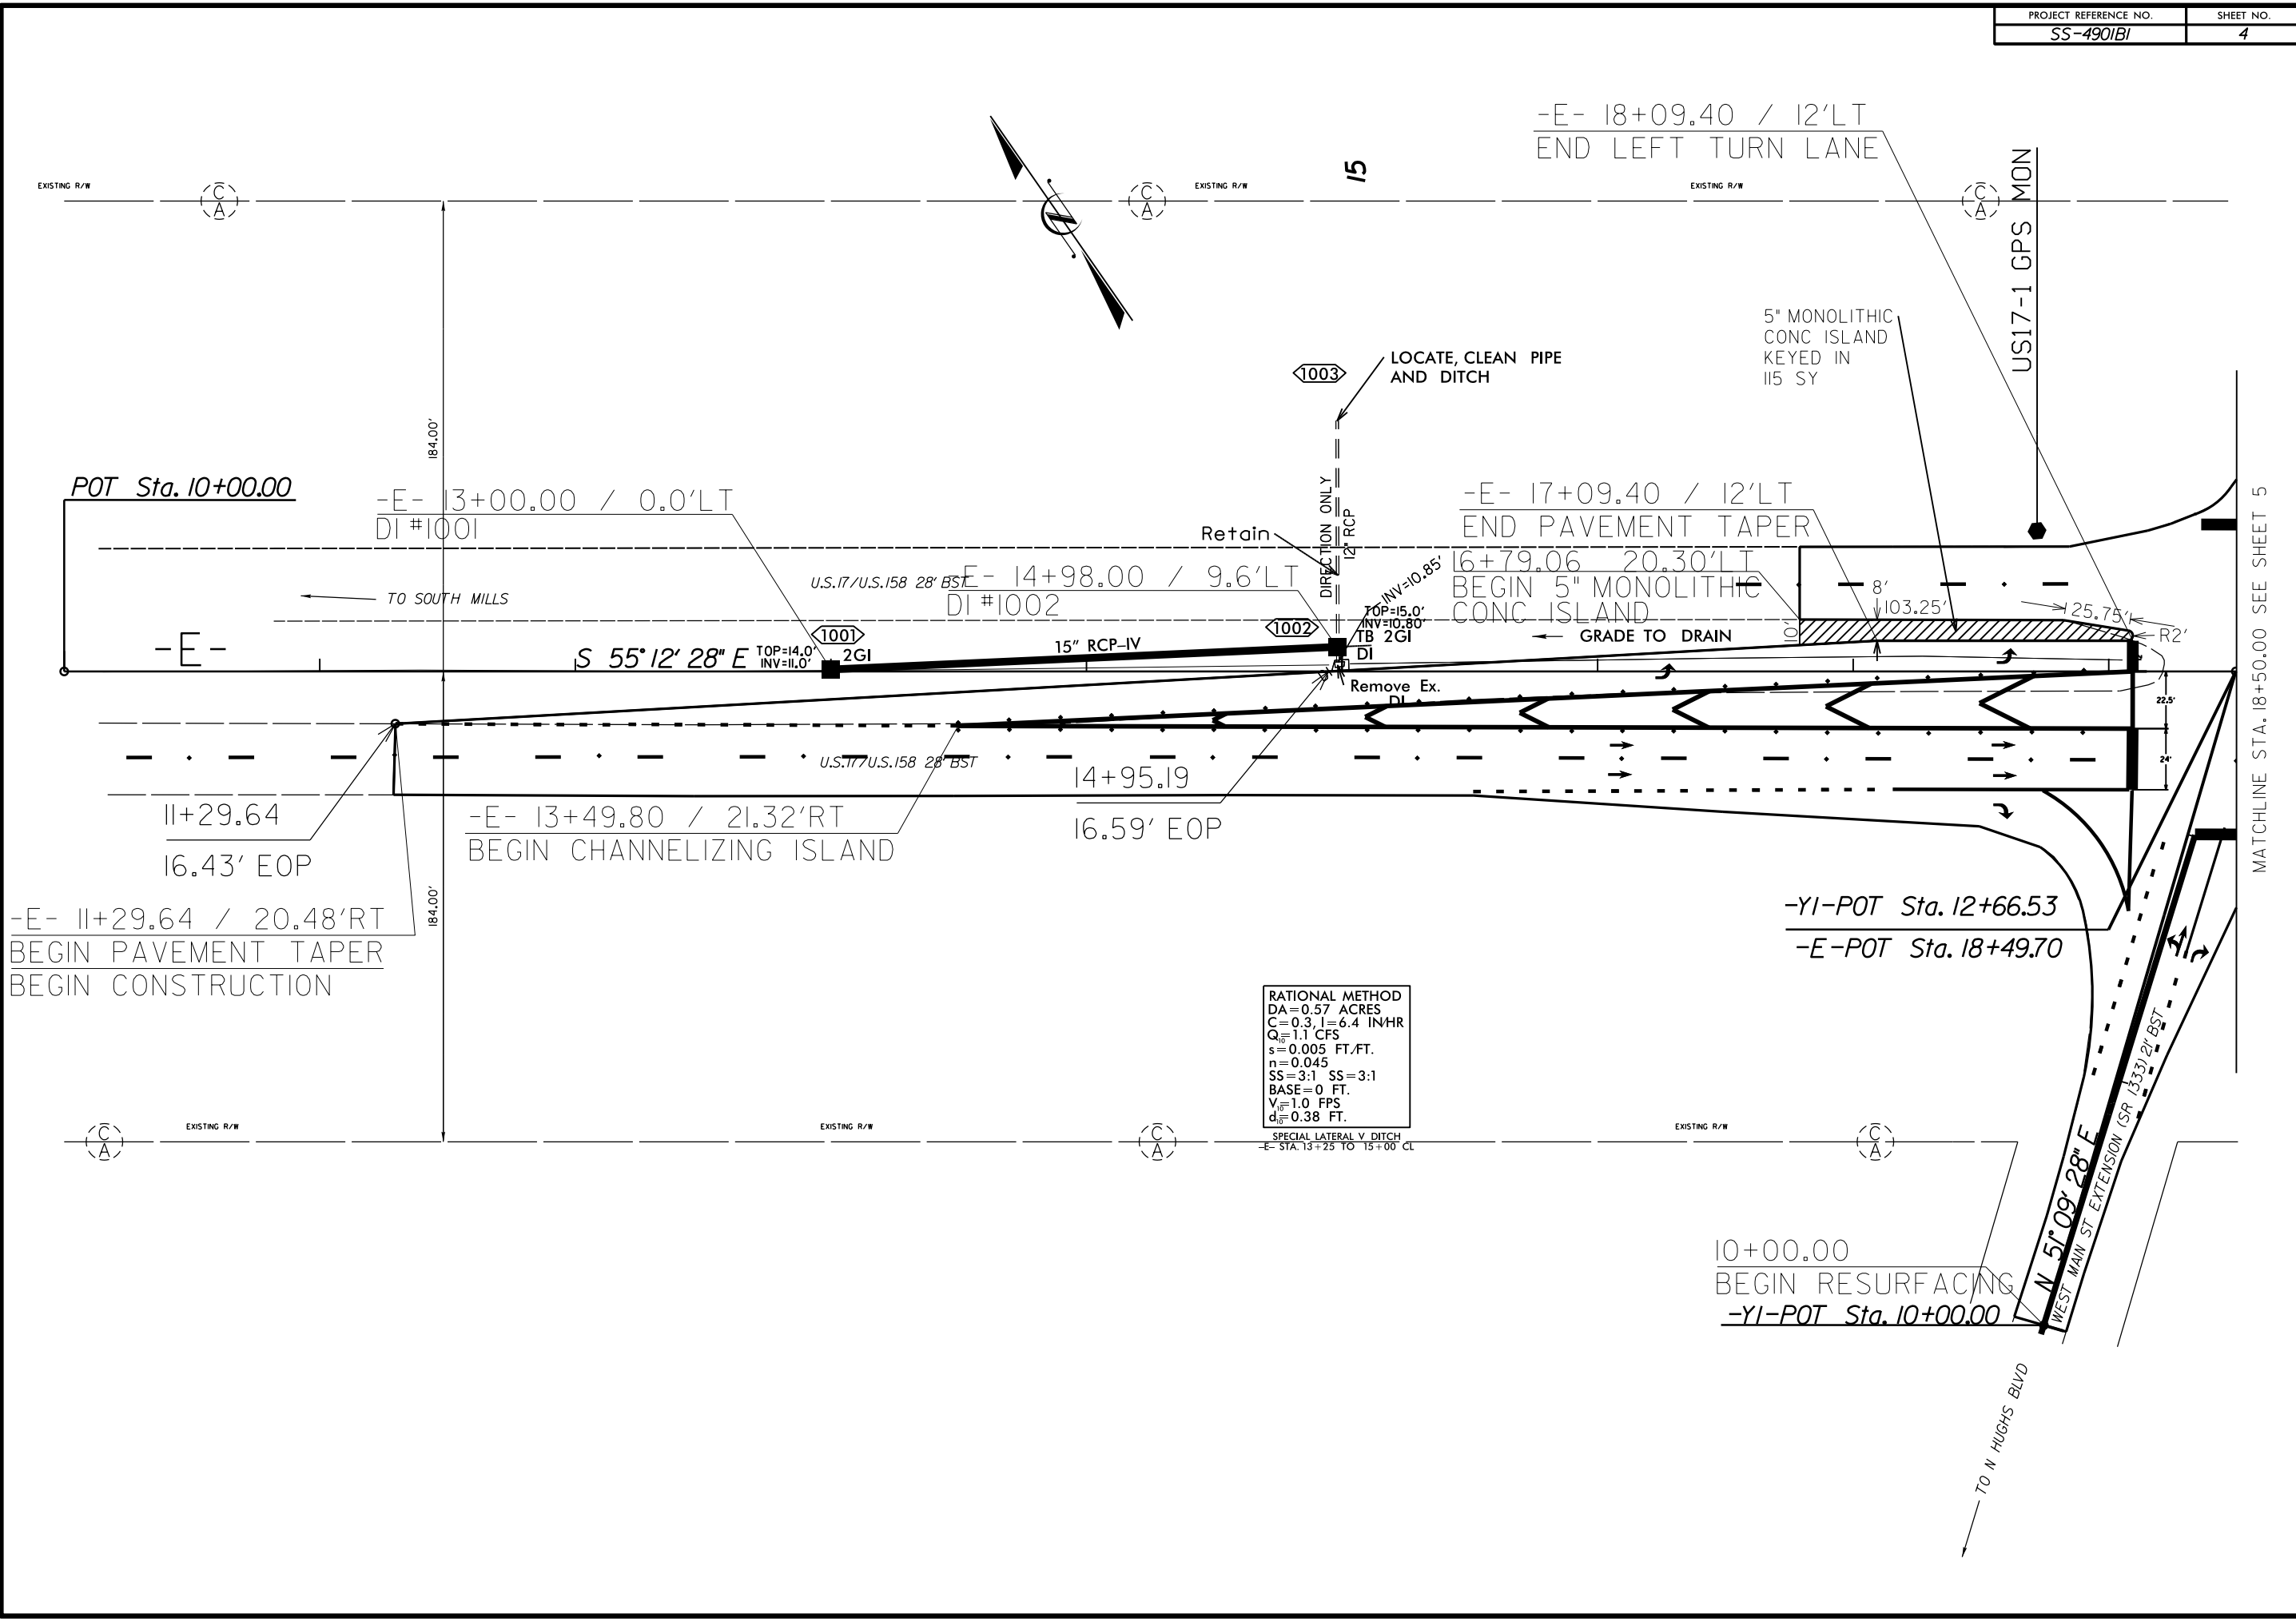 PROJECT REFERENCE NO.
SHEET NO.
SS-4901B1
4
-E- 18+09.40 / 12'LT
END LEFT TURN LANE
US17-1 GPS MON
15
EXISTING R/W
C
A
C
A
EXISTING R/W
EXISTING R/W
C
A
N
5" MONOLITHIC
CONC ISLAND
KEYED IN
115 SY
184.00'
LOCATE, CLEAN PIPE
AND DITCH
1003
POT Sta. 10+00.00
-E- 13+00.00 / 0.0'LT
DI #1001
DIRECTION ONLY
12" RCP
Retain
-E- 17+09.40 / 12'LT
END PAVEMENT TAPER
16+79.06 20.30'LT
BEGIN 5" MONOLITHIC
CONC ISLAND
U.S.17/U.S.158 28' BST
-E- 14+98.00 / 9.6'LT
DI #1002
INV=10.85'
TO SOUTH MILLS
8'
103.25'
25.75'
R2'
10'
TOP=15.0'
INV=10.80'
TB 2GI
DI
GRADE TO DRAIN
-E-
S 55° 12' 28" E
TOP=14.0'
INV=11.0'
1001
2GI
15" RCP-IV
1002
Remove Ex.
DI
22.5'
24'
U.S.17/U.S.158 28' BST
MATCHLINE STA. 18+50.00 SEE SHEET 5
11+29.64
16.43' EOP
-E- 13+49.80 / 21.32'RT
BEGIN CHANNELIZING ISLAND
14+95.19
16.59' EOP
-E- 11+29.64 / 20.48'RT
BEGIN PAVEMENT TAPER
BEGIN CONSTRUCTION
184.00'
-Y1-POT Sta. 12+66.53
-E-POT Sta. 18+49.70
RATIONAL METHOD
DA=0.57 ACRES
C=0.3, I=6.4 IN/HR
Q10=1.1 CFS
s=0.005 FT./FT.
n=0.045
SS=3:1 SS=3:1
BASE=0 FT.
V10=1.0 FPS
d10=0.38 FT.
SPECIAL LATERAL V DITCH
-E- STA. 13+25 TO 15+00 CL
C
A
EXISTING R/W
EXISTING R/W
C
A
EXISTING R/W
C
A
N 51° 09' 28" E
WEST MAIN ST EXTENSION (SR 1333) 21' BST
10+00.00
BEGIN RESURFACING
-Y1-POT Sta. 10+00.00
TO N HUGHS BLVD